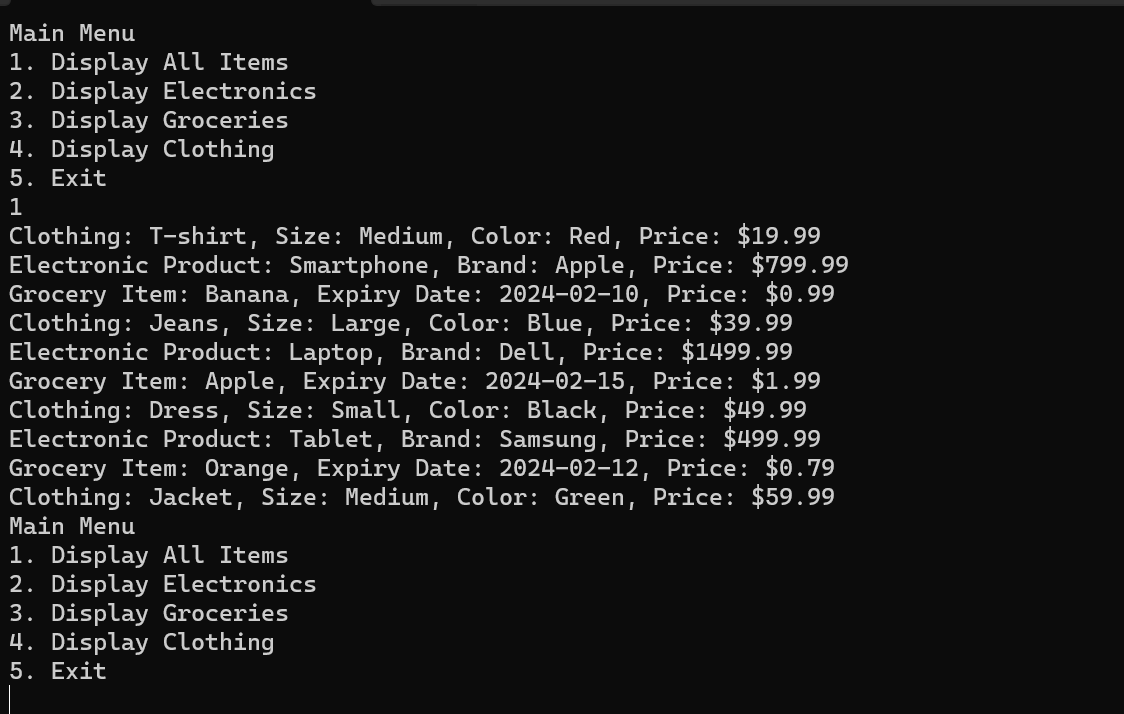 Main Menu
1. Display All Items
2. Display Electronics
3. Display Groceries
4. Display Clothing
5. Exit
1
Clothing: T-shirt, Size: Medium, Color: Red, Price: $19.99
Electronic Product: Smartphone, Brand: Apple, Price: $799.99
Grocery Item: Banana, Expiry Date: 2024-02-10, Price: $0.99
Clothing: Jeans, Size: Large, Color: Blue, Price: $39.99
Electronic Product: Laptop, Brand: Dell, Price: $1499.99
Grocery Item: Apple, Expiry Date: 2024-02-15, Price: $1.99
Clothing: Dress, Size: Small, Color: Black, Price: $49.99
Electronic Product: Tablet, Brand: Samsung, Price: $499.99
Grocery Item: Orange, Expiry Date: 2024-02-12, Price: $0.79
Clothing: Jacket, Size: Medium, Color: Green, Price: $59.99
Main Menu
1. Display All Items
2. Display Electronics
3. Display Groceries
4. Display Clothing
5. Exit